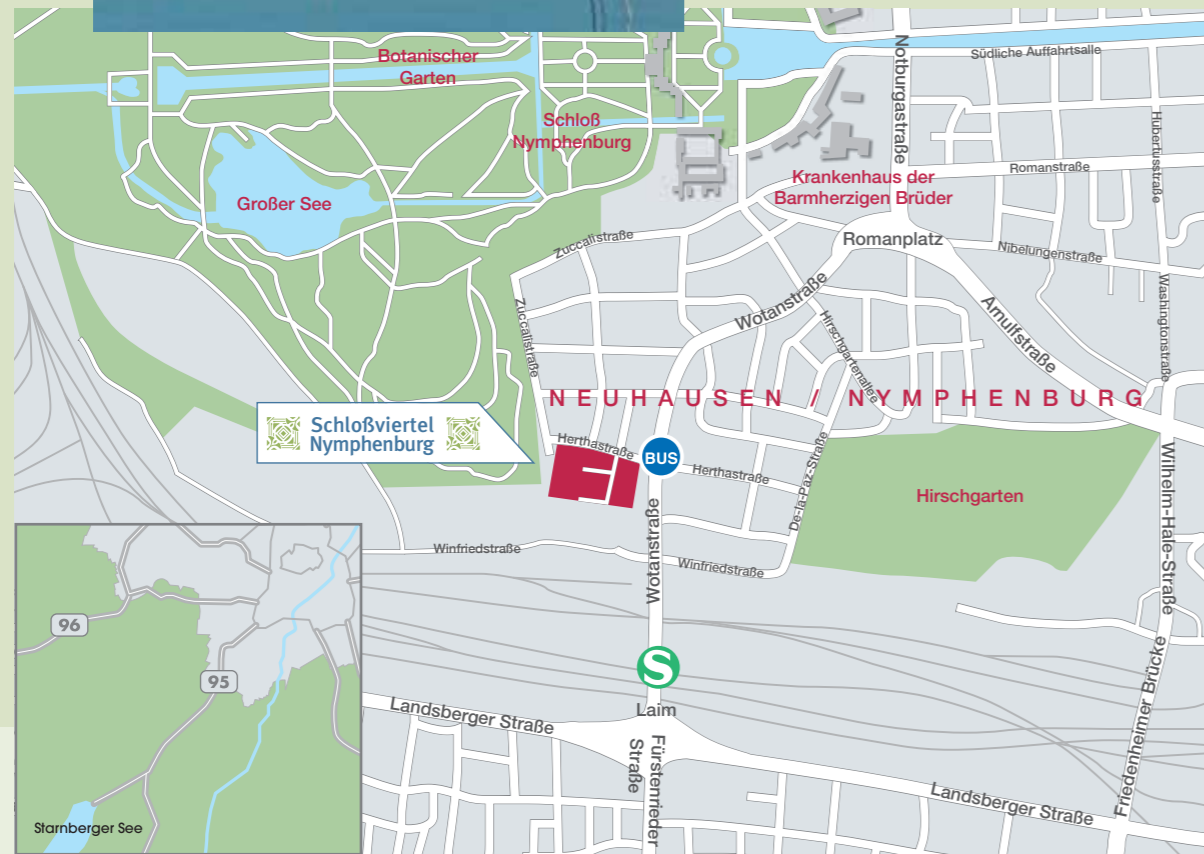 Botanischer
Garten
Südliche Auffahrtsalle
Notburgastraße
Schloß
Nymphenburg
Hubertusstraße
Krankenhaus der
Barmherzigen Brüder
Romanstraße
Großer See
Zuccalistraße
Romanplatz
Nibelungenstraße
Zuccalistraße
Wotanstraße
Hirschgartenallee
Arnulfstraße
Washingtonstraße
NEUHAUSEN / NYMPHENBURG
Schloßviertel
Nymphenburg
Herthastraße
BUS
Herthastraße
De-la-Paz-Straße
Hirschgarten
Wilhelm-Hale-Straße
Wotanstraße
Winfriedstraße
Winfriedstraße
96
95
S
Laim
Landsberger Straße
Fürstenrieder
Straße
Friedenheimer Brücke
Landsberger Straße
Starnberger See